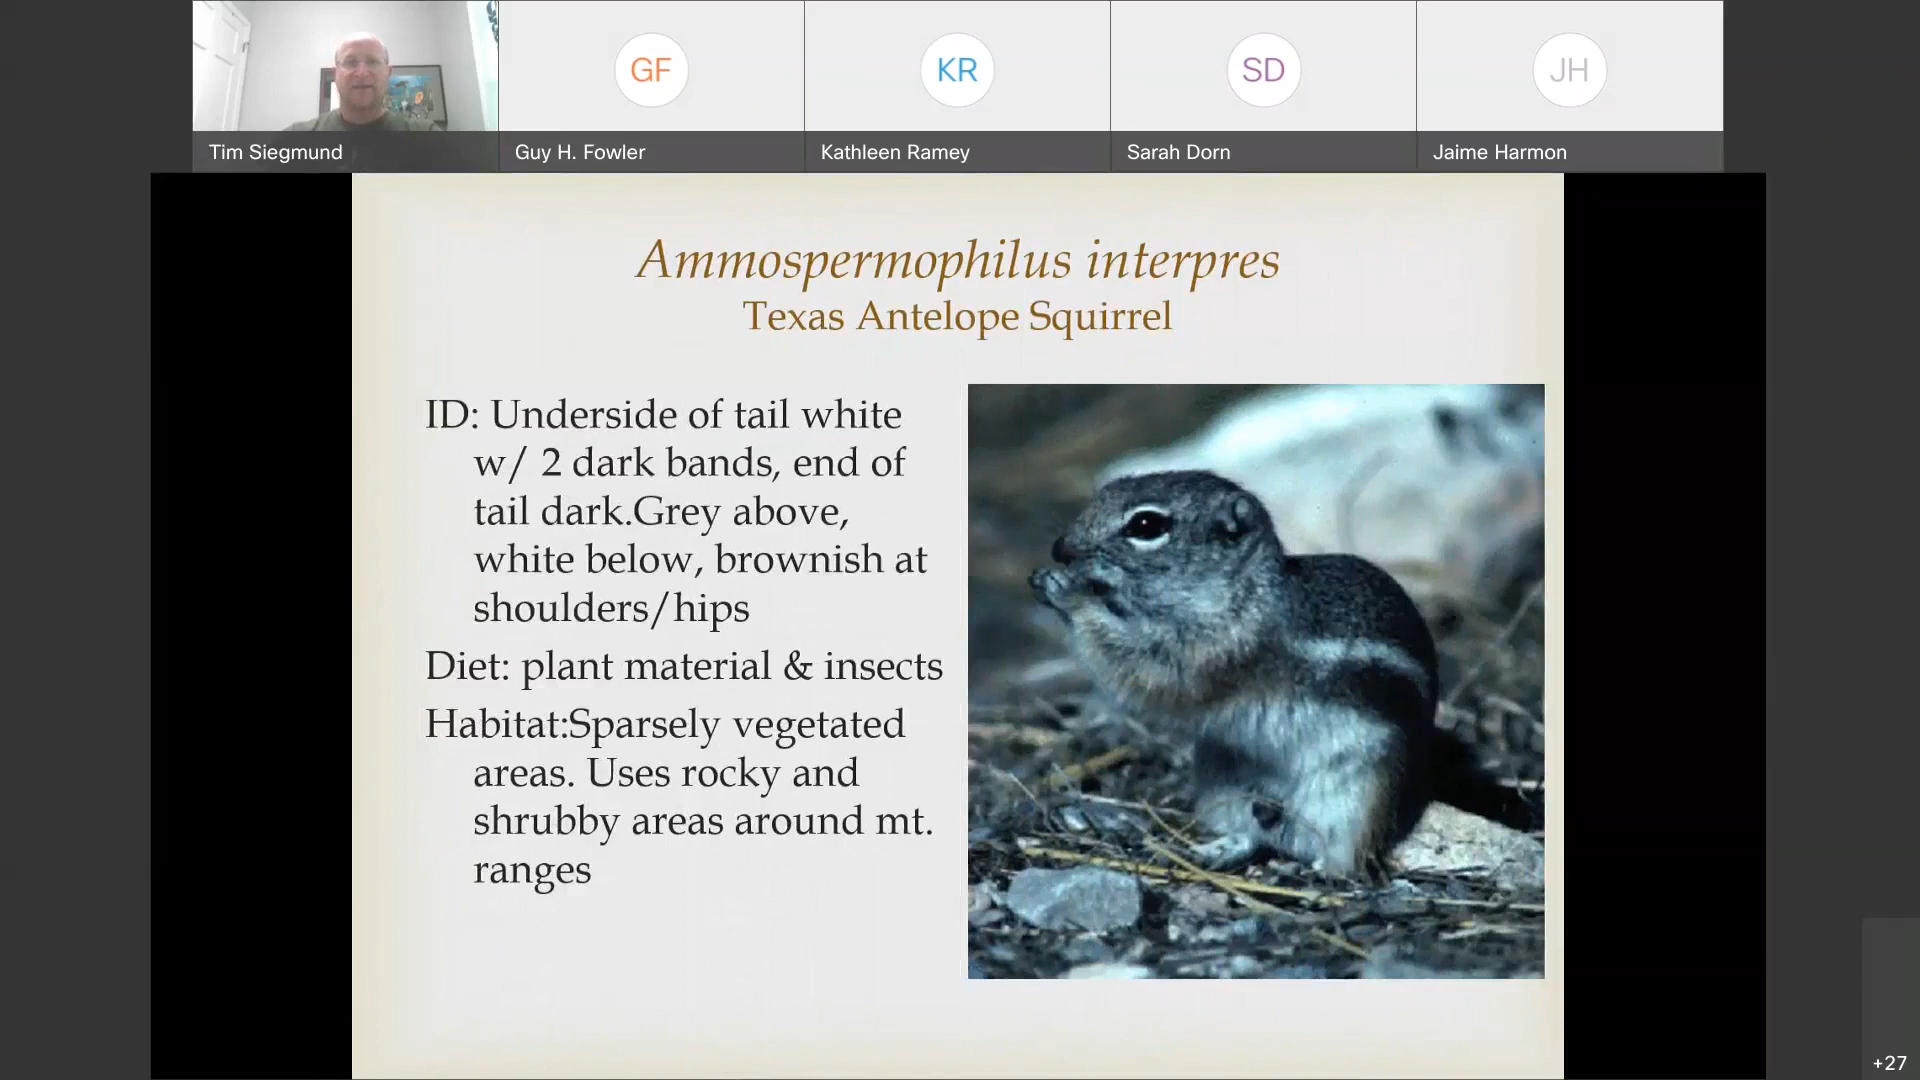 GF
KR
SD
JH
Tim Siegmund
Guy H. Fowler
Kathleen Ramey
Sarah Dorn
Jaime Harmon
Ammospermophilus interpres
Texas Antelope Squirrel
ID: Underside of tail white
w/ 2 dark bands, end of
tail dark.Grey above,
white below, brownish at
shoulders/hips
Diet: plant material & insects
Habitat:Sparsely vegetated
areas. Uses rocky and
shrubby areas around mt.
ranges
+27